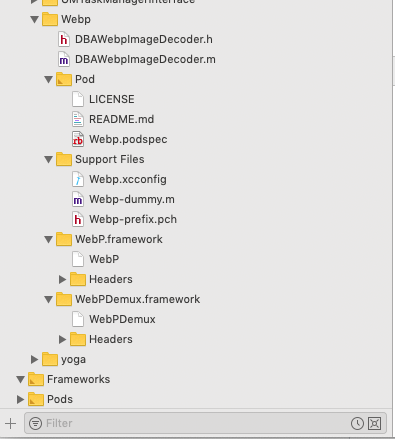 UMTaskManagerInterface
Webp
DBAWebpImageDecoder.h
DBAWebpImageDecoder.m
Pod
LICENSE
README.md
Webp.podspec
Support Files
Webp.xcconfig
Webp-dummy.m
Webp-prefix.pch
WebP.framework
WebP
Headers
WebPDemux.framework
WebPDemux
Headers
yoga
Frameworks
Pods
Filter